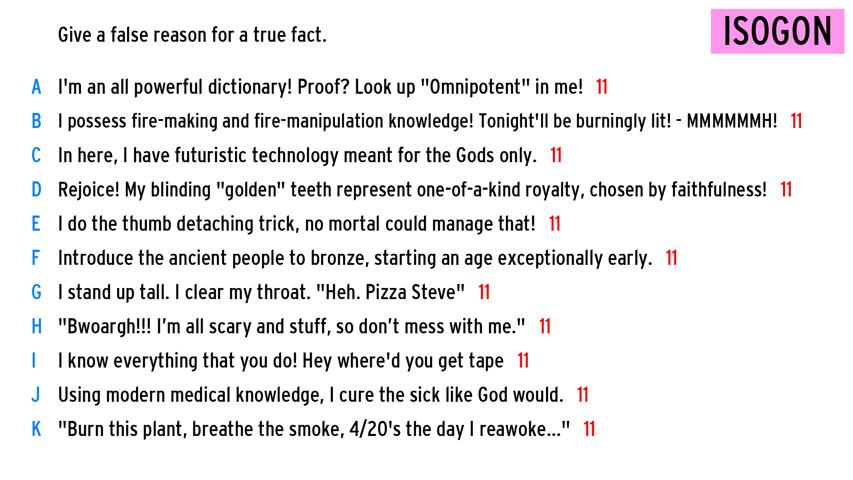 Give a false reason for a true fact.
ISOGON
A I'm an all powerful dictionary! Proof? Look up "Omnipotent" in me! 11
B I possess fire-making and fire-manipulation knowledge! Tonight'll be burningly lit! - MMMMMMH! 11
C In here, I have futuristic technology meant for the Gods only. 11
D Rejoice! My blinding "golden" teeth represent one-of-a-kind royalty, chosen by faithfulness! 11
E I do the thumb detaching trick, no mortal could manage that! 11
F Introduce the ancient people to bronze, starting an age exceptionally early. 11
G I stand up tall. I clear my throat. "Heh. Pizza Steve" 11
H "Bwoargh!!! I’m all scary and stuff, so don’t mess with me." 11
I I know everything that you do! Hey where'd you get tape 11
J Using modern medical knowledge, I cure the sick like God would. 11
K "Burn this plant, breathe the smoke, 4/20's the day I reawoke..." 11